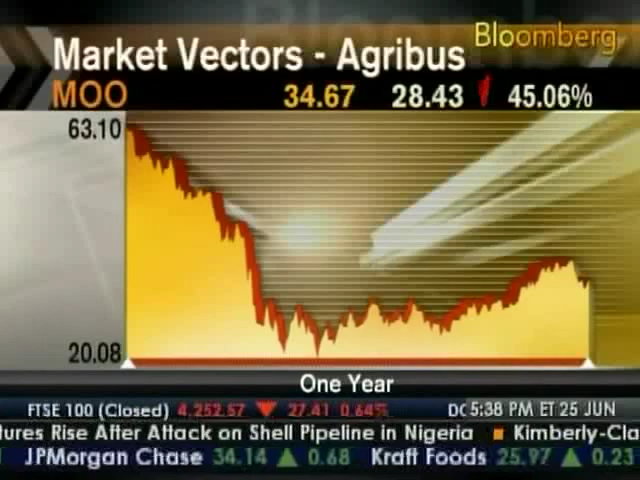 Bloomberg
Market Vectors - Agribus
MOO 34.67 28.43 45.06%
63.10
20.08
One Year
FTSE 100 (Closed) 4,252.57 ▼ 27.41 0.64% 5:38 PM ET 25 JUN
tures Rise After Attack on Shell Pipeline in Nigeria ■ Kimberly-Cla
JPMorgan Chase 34.14 ▲ 0.68 Kraft Foods 25.97 ▲ 0.23